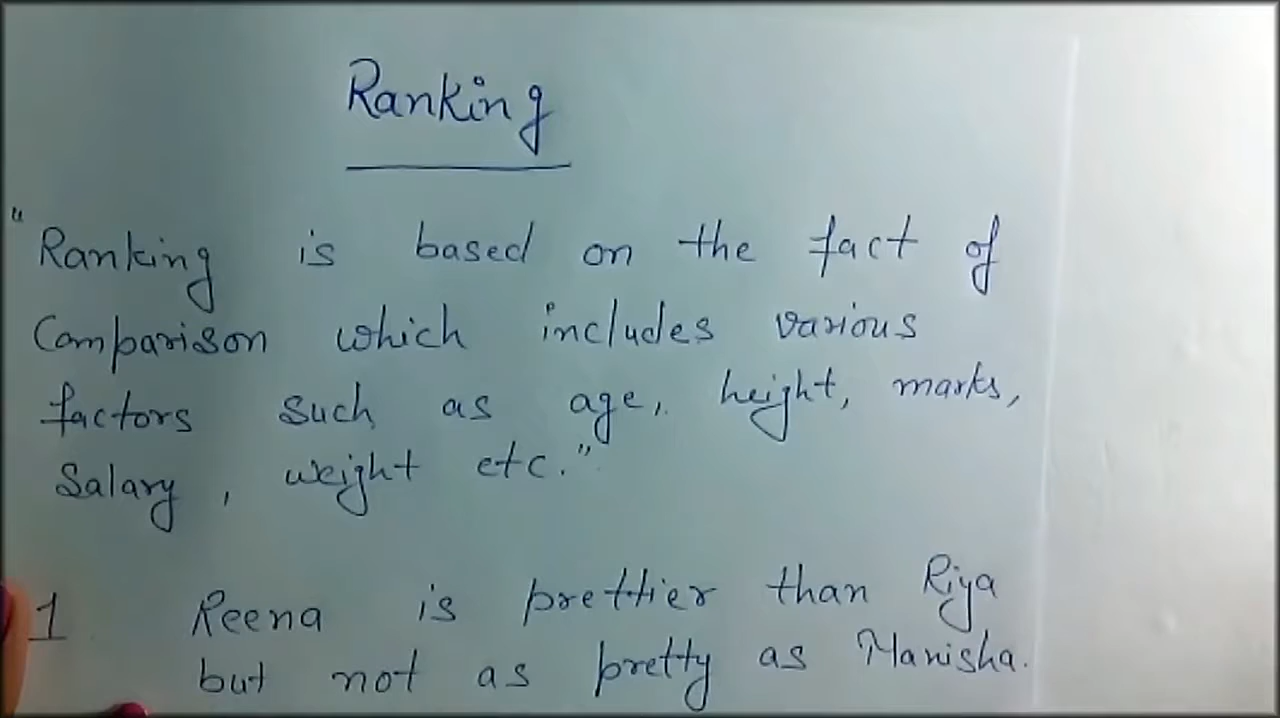 Ranking
"Ranking is based on the fact of
Comparison which includes various
factors such as age, height, marks,
Salary, weight etc."
1 Reena is prettier than Riya
but not as pretty as Manisha.